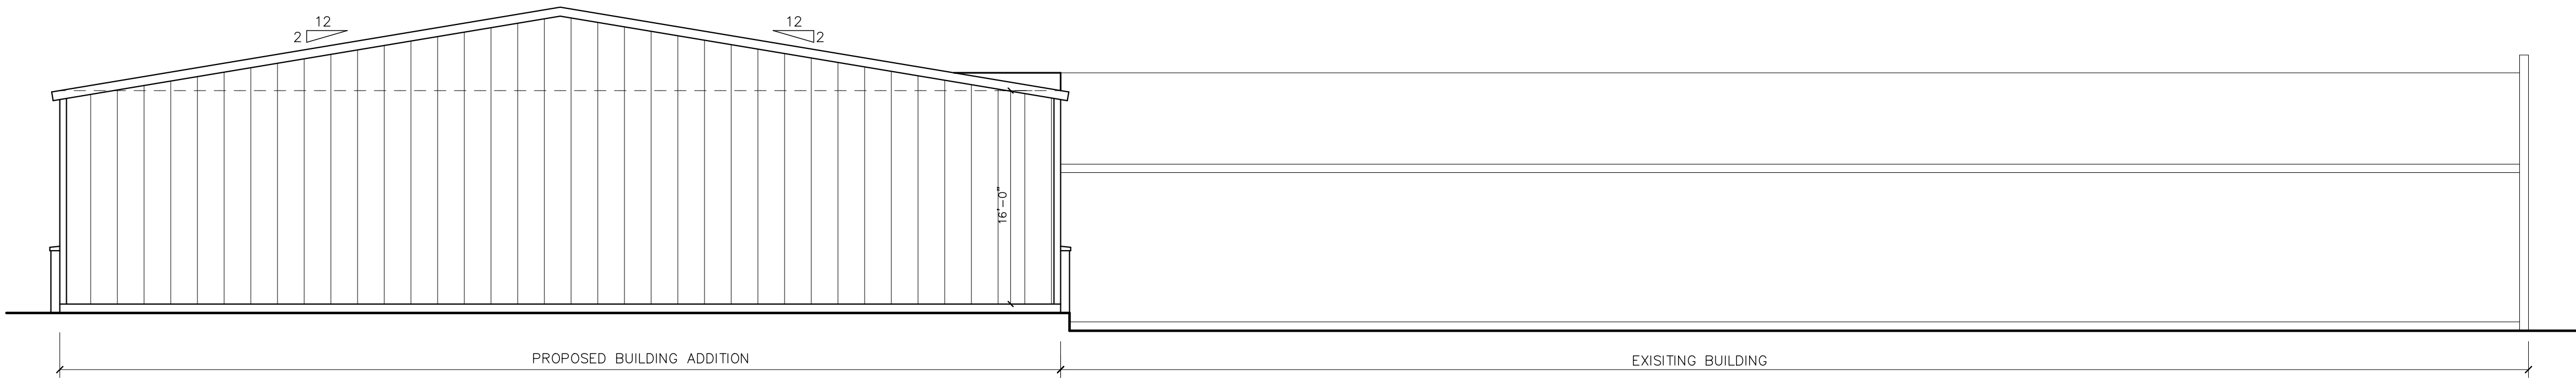 12
2
12
2
16'-0"
PROPOSED BUILDING ADDITION
EXISITING BUILDING